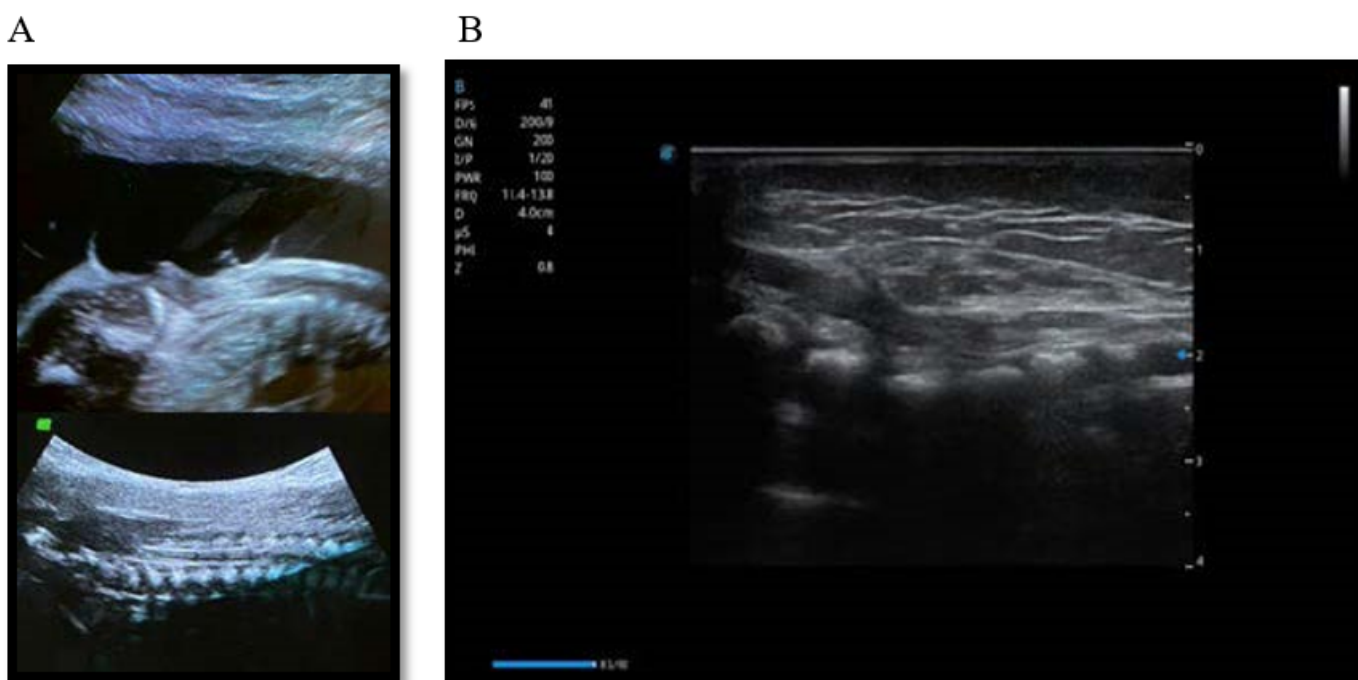 A
B
B
FPS 41
D/G 200/9
GN 200
I/P 1/20
PWR 100
FRQ 11.4-13.8
D 4.0cm
μS 4
PHI
Z 0.8
0
1
2
3
4